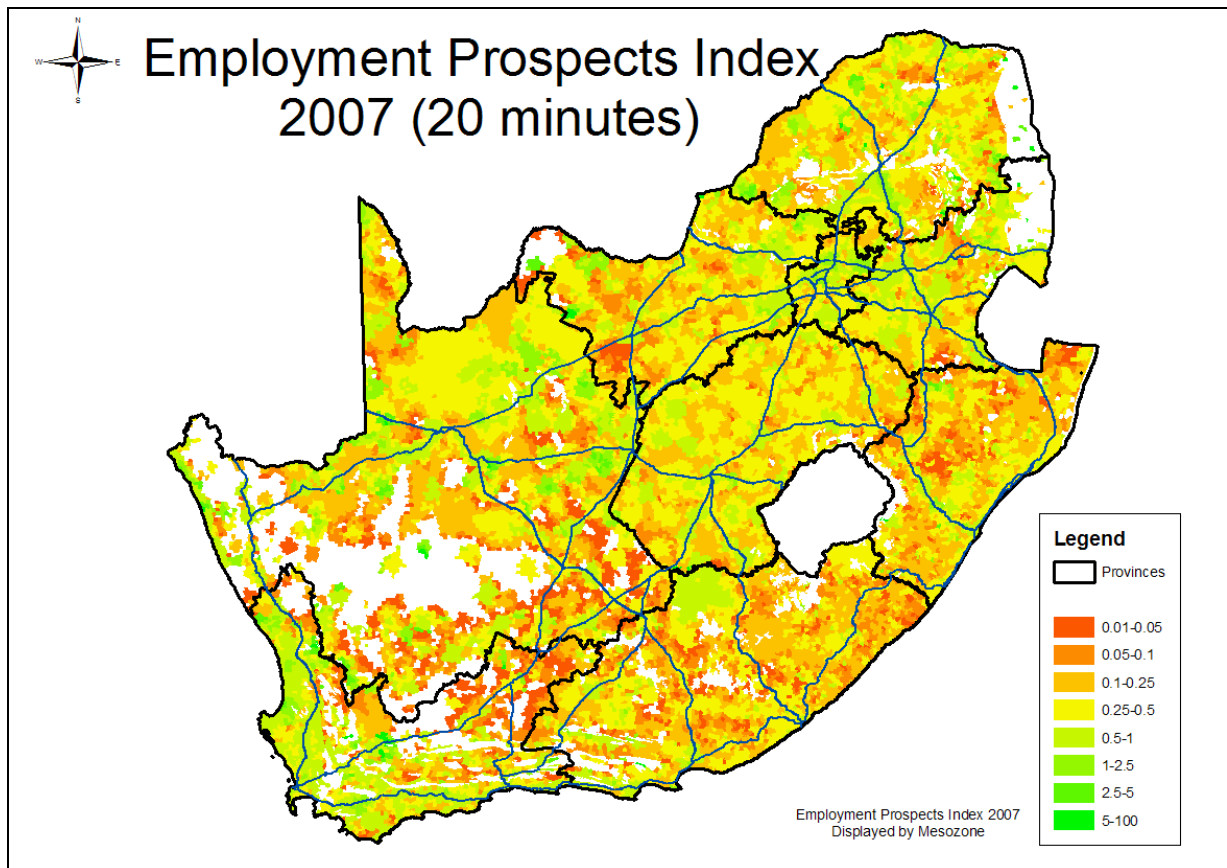 N
W E
S
Employment Prospects Index
2007 (20 minutes)
Legend
Provinces
0.01-0.05
0.05-0.1
0.1-0.25
0.25-0.5
0.5-1
1-2.5
2.5-5
5-100
Employment Prospects Index 2007
Displayed by Mesozone